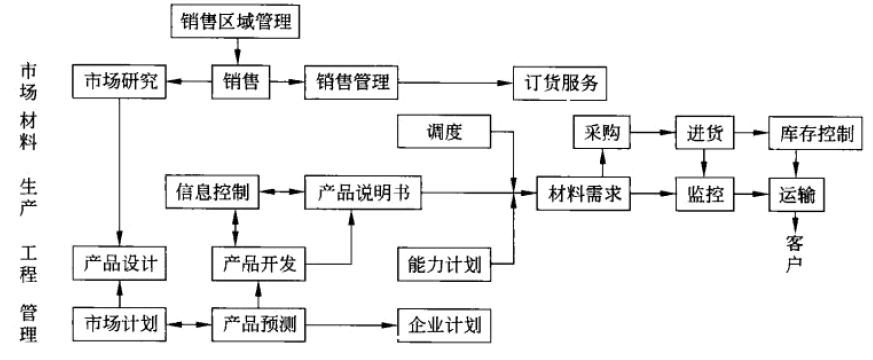 销售区域管理
市场
市场研究
销售
销售管理
订货服务
材料
调度
采购
进货
库存控制
生产
信息控制
产品说明书
材料需求
监控
运输
工程
产品设计
产品开发
能力计划
客户
管理
市场计划
产品预测
企业计划